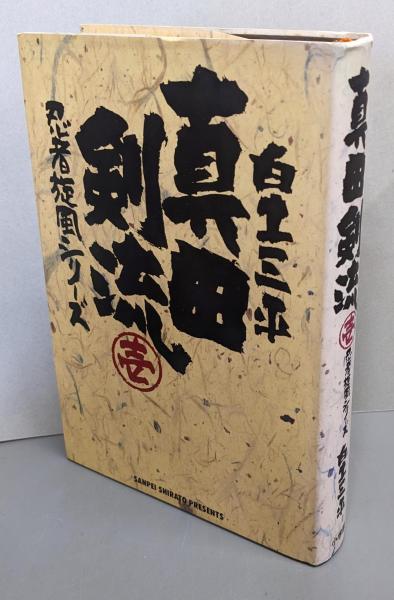 白土三平
真田
剣流
壱
忍者旋風シリーズ
SANPEI SHIRATO PRESENTS
真田剣流
壱
忍者旋風シリーズ
白土三平